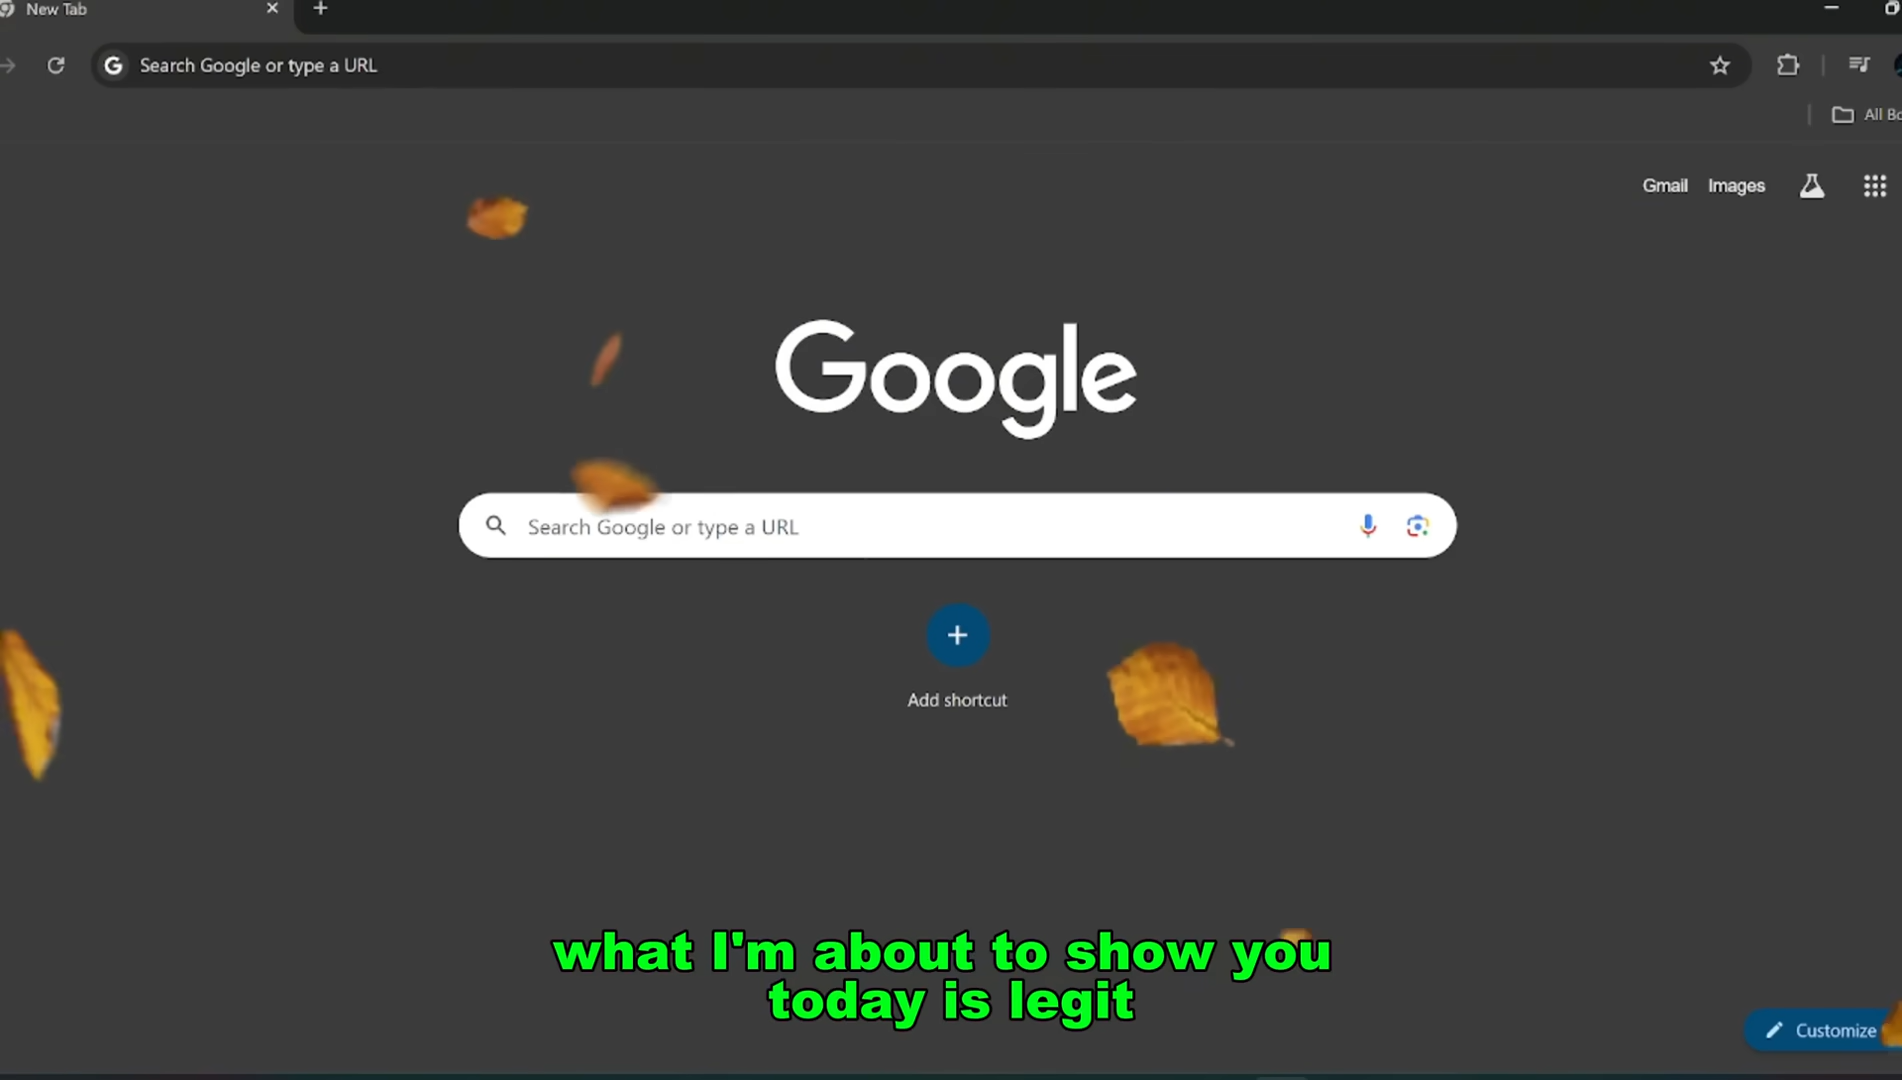 New Tab
Search Google or type a URL
All Bo
Gmail Images
Google
Search Google or type a URL
Add shortcut
what I'm about to show you
today is legit
Customize